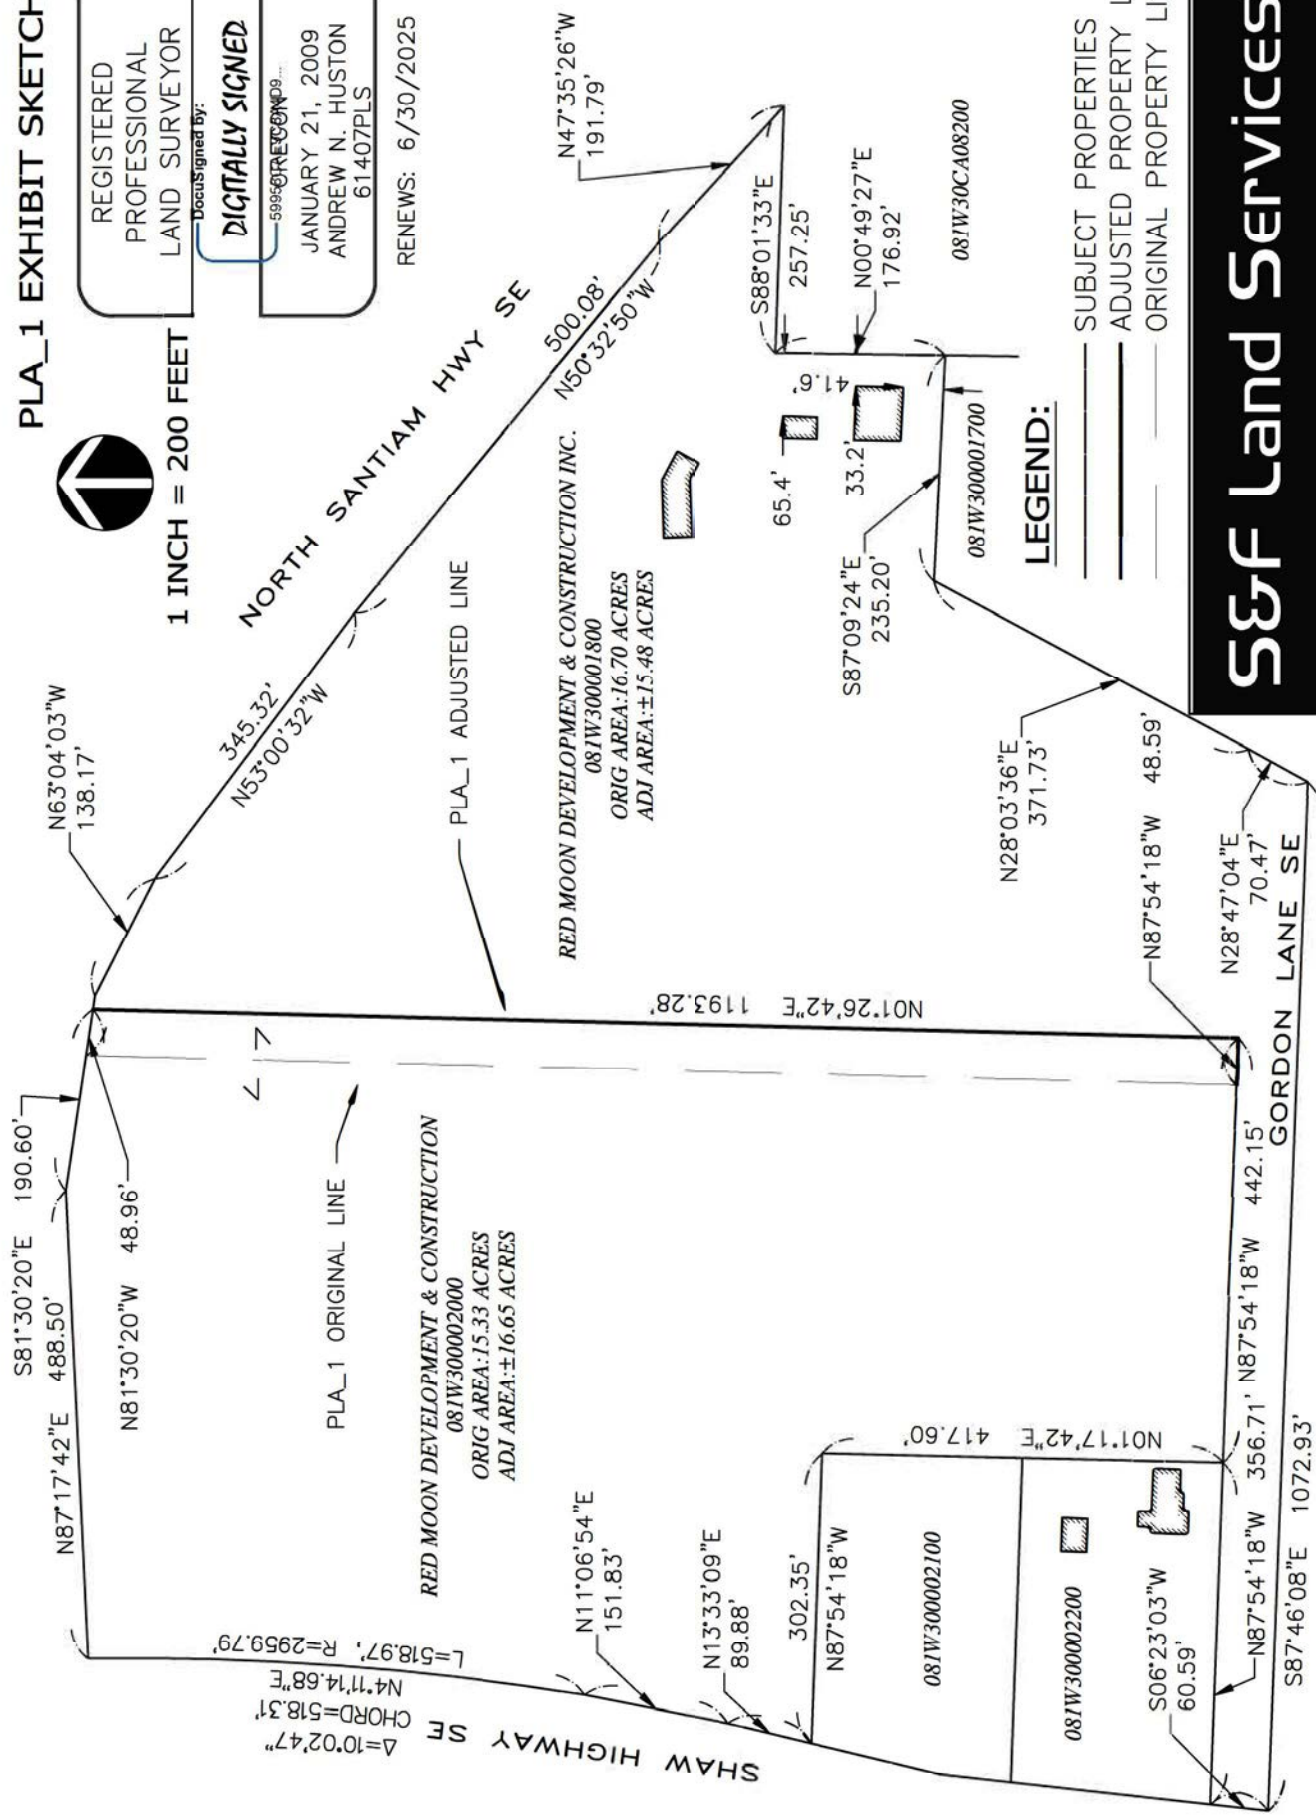 PLA_1 EXHIBIT SKETCH
REGISTERED
PROFESSIONAL
LAND SURVEYOR
DocuSigned by:
DIGITALLY SIGNED
OREGON
JANUARY 21, 2009
ANDREW N. HUSTON
61407PLS
RENEWS: 6/30/2025
1 INCH = 200 FEET
S81°30'20"E 190.60'
N87°17'42"E 488.50'
N81°30'20"W 48.96'
N63°04'03"W
138.17'
345.32'
N53°00'32"W
NORTH SANTIAM HWY SE
500.08'
N50°32'50"W
N47°35'26"W
191.79'
PLA_1 ORIGINAL LINE
PLA_1 ADJUSTED LINE
RED MOON DEVELOPMENT & CONSTRUCTION
081W30002000
ORIG AREA:15.33 ACRES
ADJ AREA:±16.65 ACRES
RED MOON DEVELOPMENT & CONSTRUCTION INC.
081W300001800
ORIG AREA:16.70 ACRES
ADJ AREA:±15.48 ACRES
N01°26'42"E 1193.28'
L=518.97', R=2959.79'
N4°11'14.68"E
CHORD=518.31'
Δ=10°02'47"
SHAW HIGHWAY SE
N11°06'54"E
151.83'
N13°33'09"E
89.88'
302.35'
N87°54'18"W
N01°17'42"E 417.60'
081W300002100
081W300002200
S06°23'03"W
60.59'
N87°54'18"W 356.71'
N87°54'18"W 442.15'
S87°46'08"E 1072.93'
GORDON LANE SE
N87°54'18"W 48.59'
N28°47'04"E
70.47'
N28°03'36"E
371.73'
S87°09'24"E
235.20'
65.4'
33.2'
41.6'
S88°01'33"E
257.25'
N00°49'27"E
176.92'
081W30CA08200
081W300001700
LEGEND:
SUBJECT PROPERTIES
ADJUSTED PROPERTY
ORIGINAL PROPERTY
S&F Land Services